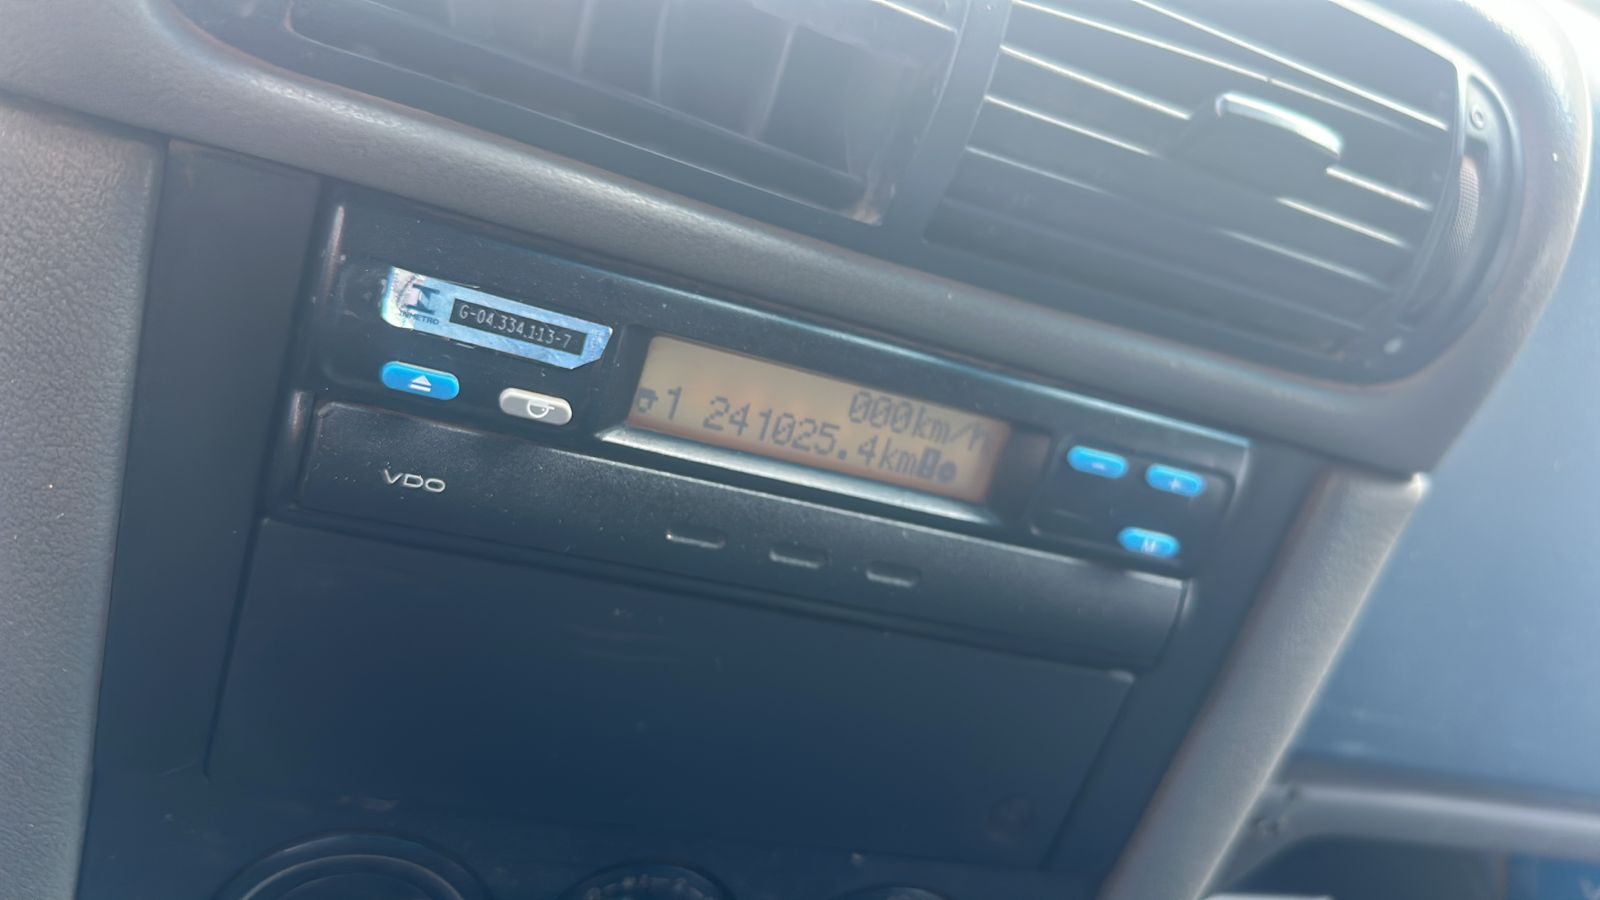 INMETRO
G-04.334.113-7
000km/h
1 241025.4km
VDO
- +
M